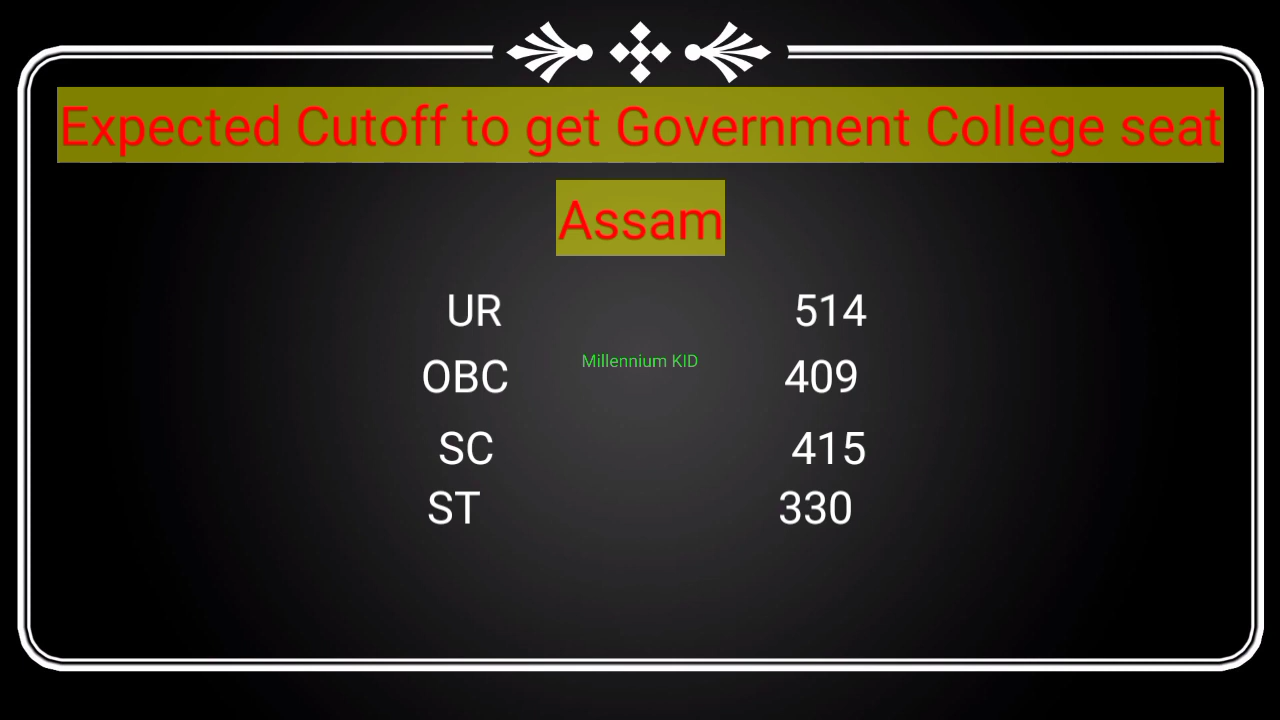 Expected Cutoff to get Government College seat
Assam
UR 514
Millennium KID
OBC 409
SC 415
ST 330